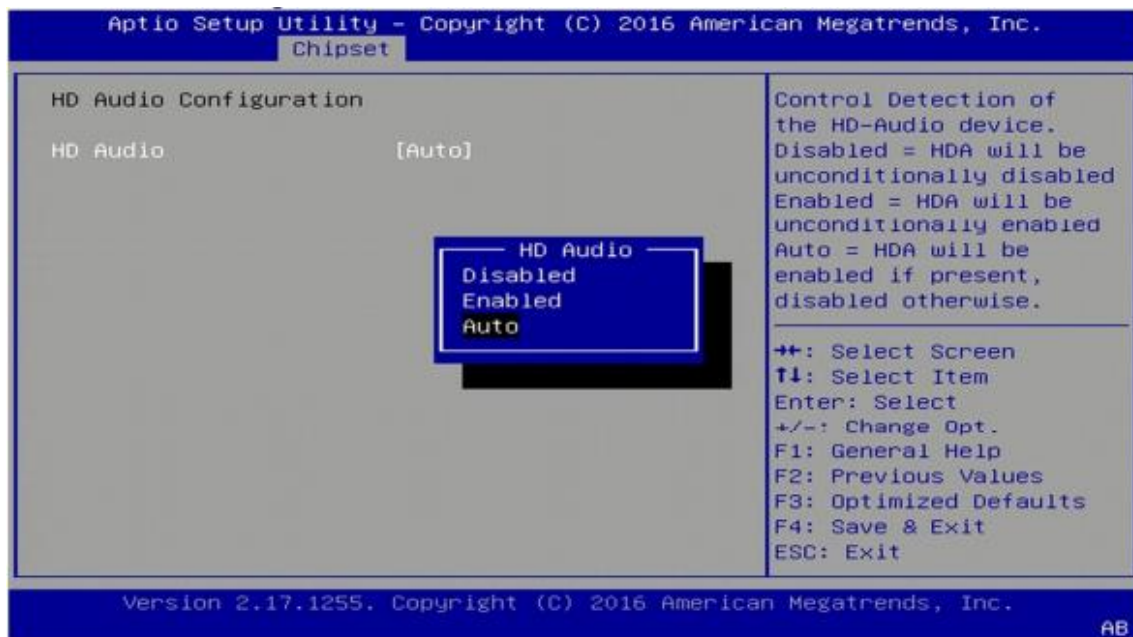 Aptio Setup Utility – Copyright (C) 2016 American Megatrends, Inc.
Chipset
HD Audio Configuration
HD Audio [Auto]
HD Audio
Disabled
Enabled
Auto
Control Detection of
the HD-Audio device.
Disabled = HDA will be
unconditionally disabled
Enabled = HDA will be
unconditionally enabled
Auto = HDA will be
enabled if present,
disabled otherwise.
→←: Select Screen
↑↓: Select Item
Enter: Select
+/-: Change Opt.
F1: General Help
F2: Previous Values
F3: Optimized Defaults
F4: Save & Exit
ESC: Exit
Version 2.17.1255. Copyright (C) 2016 American Megatrends, Inc.
AB